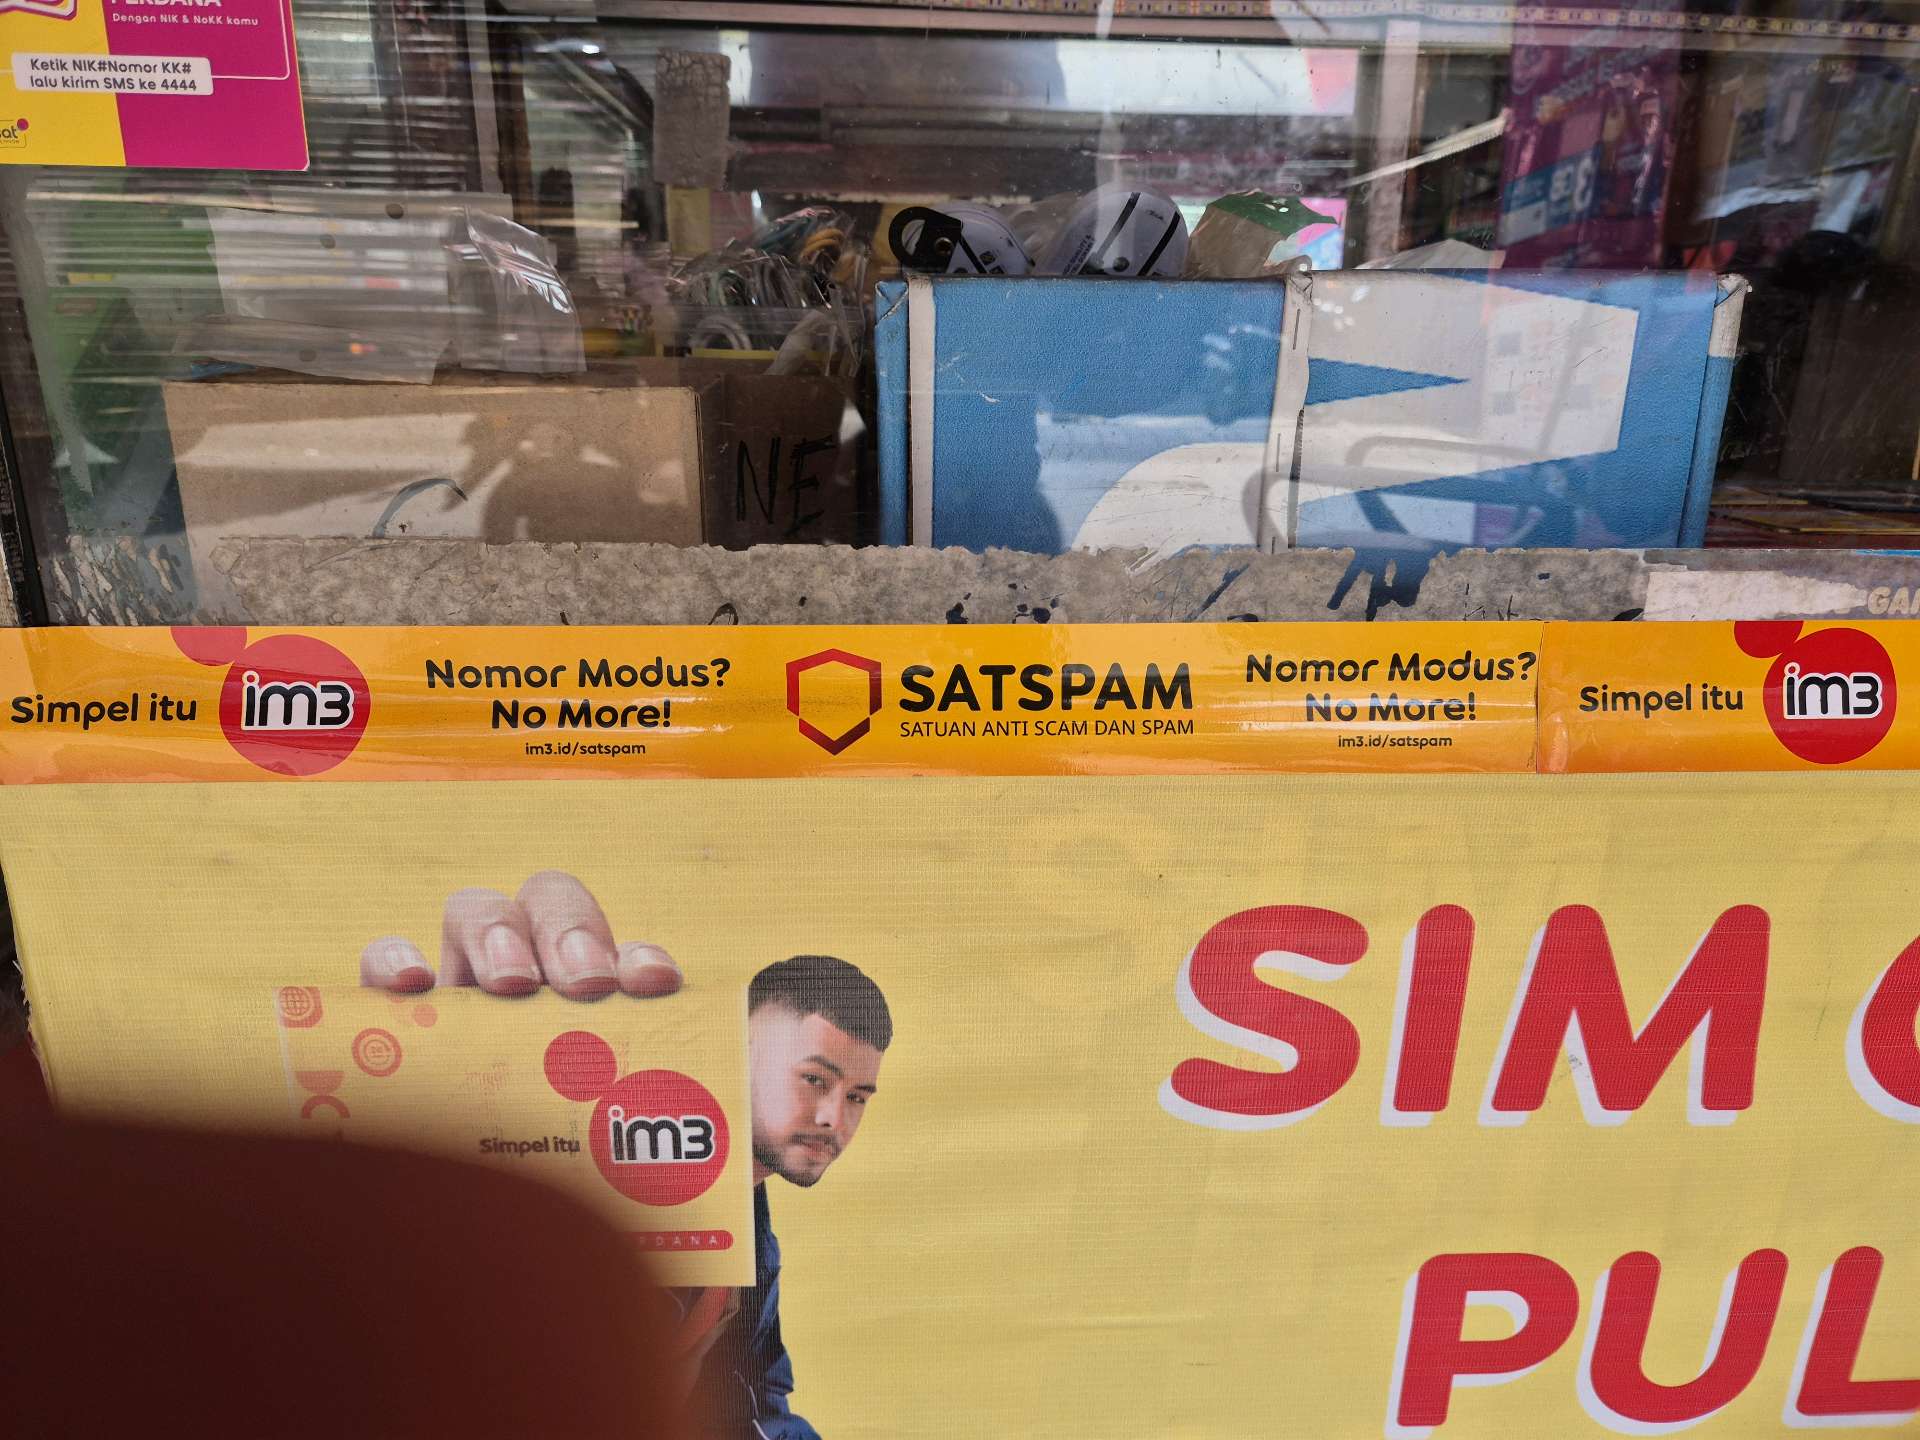 PERDANA
Dengan NIK & NoKK kamu
Ketik NIK#Nomor KK#
lalu kirim SMS ke 4444
NE
Simpel itu im3
Nomor Modus?
No More!
im3.id/satspam
SATSPAM
SATUAN ANTI SCAM DAN SPAM
Nomor Modus?
No More!
im3.id/satspam
Simpel itu im3
Simpel itu im3
SIM
PUL